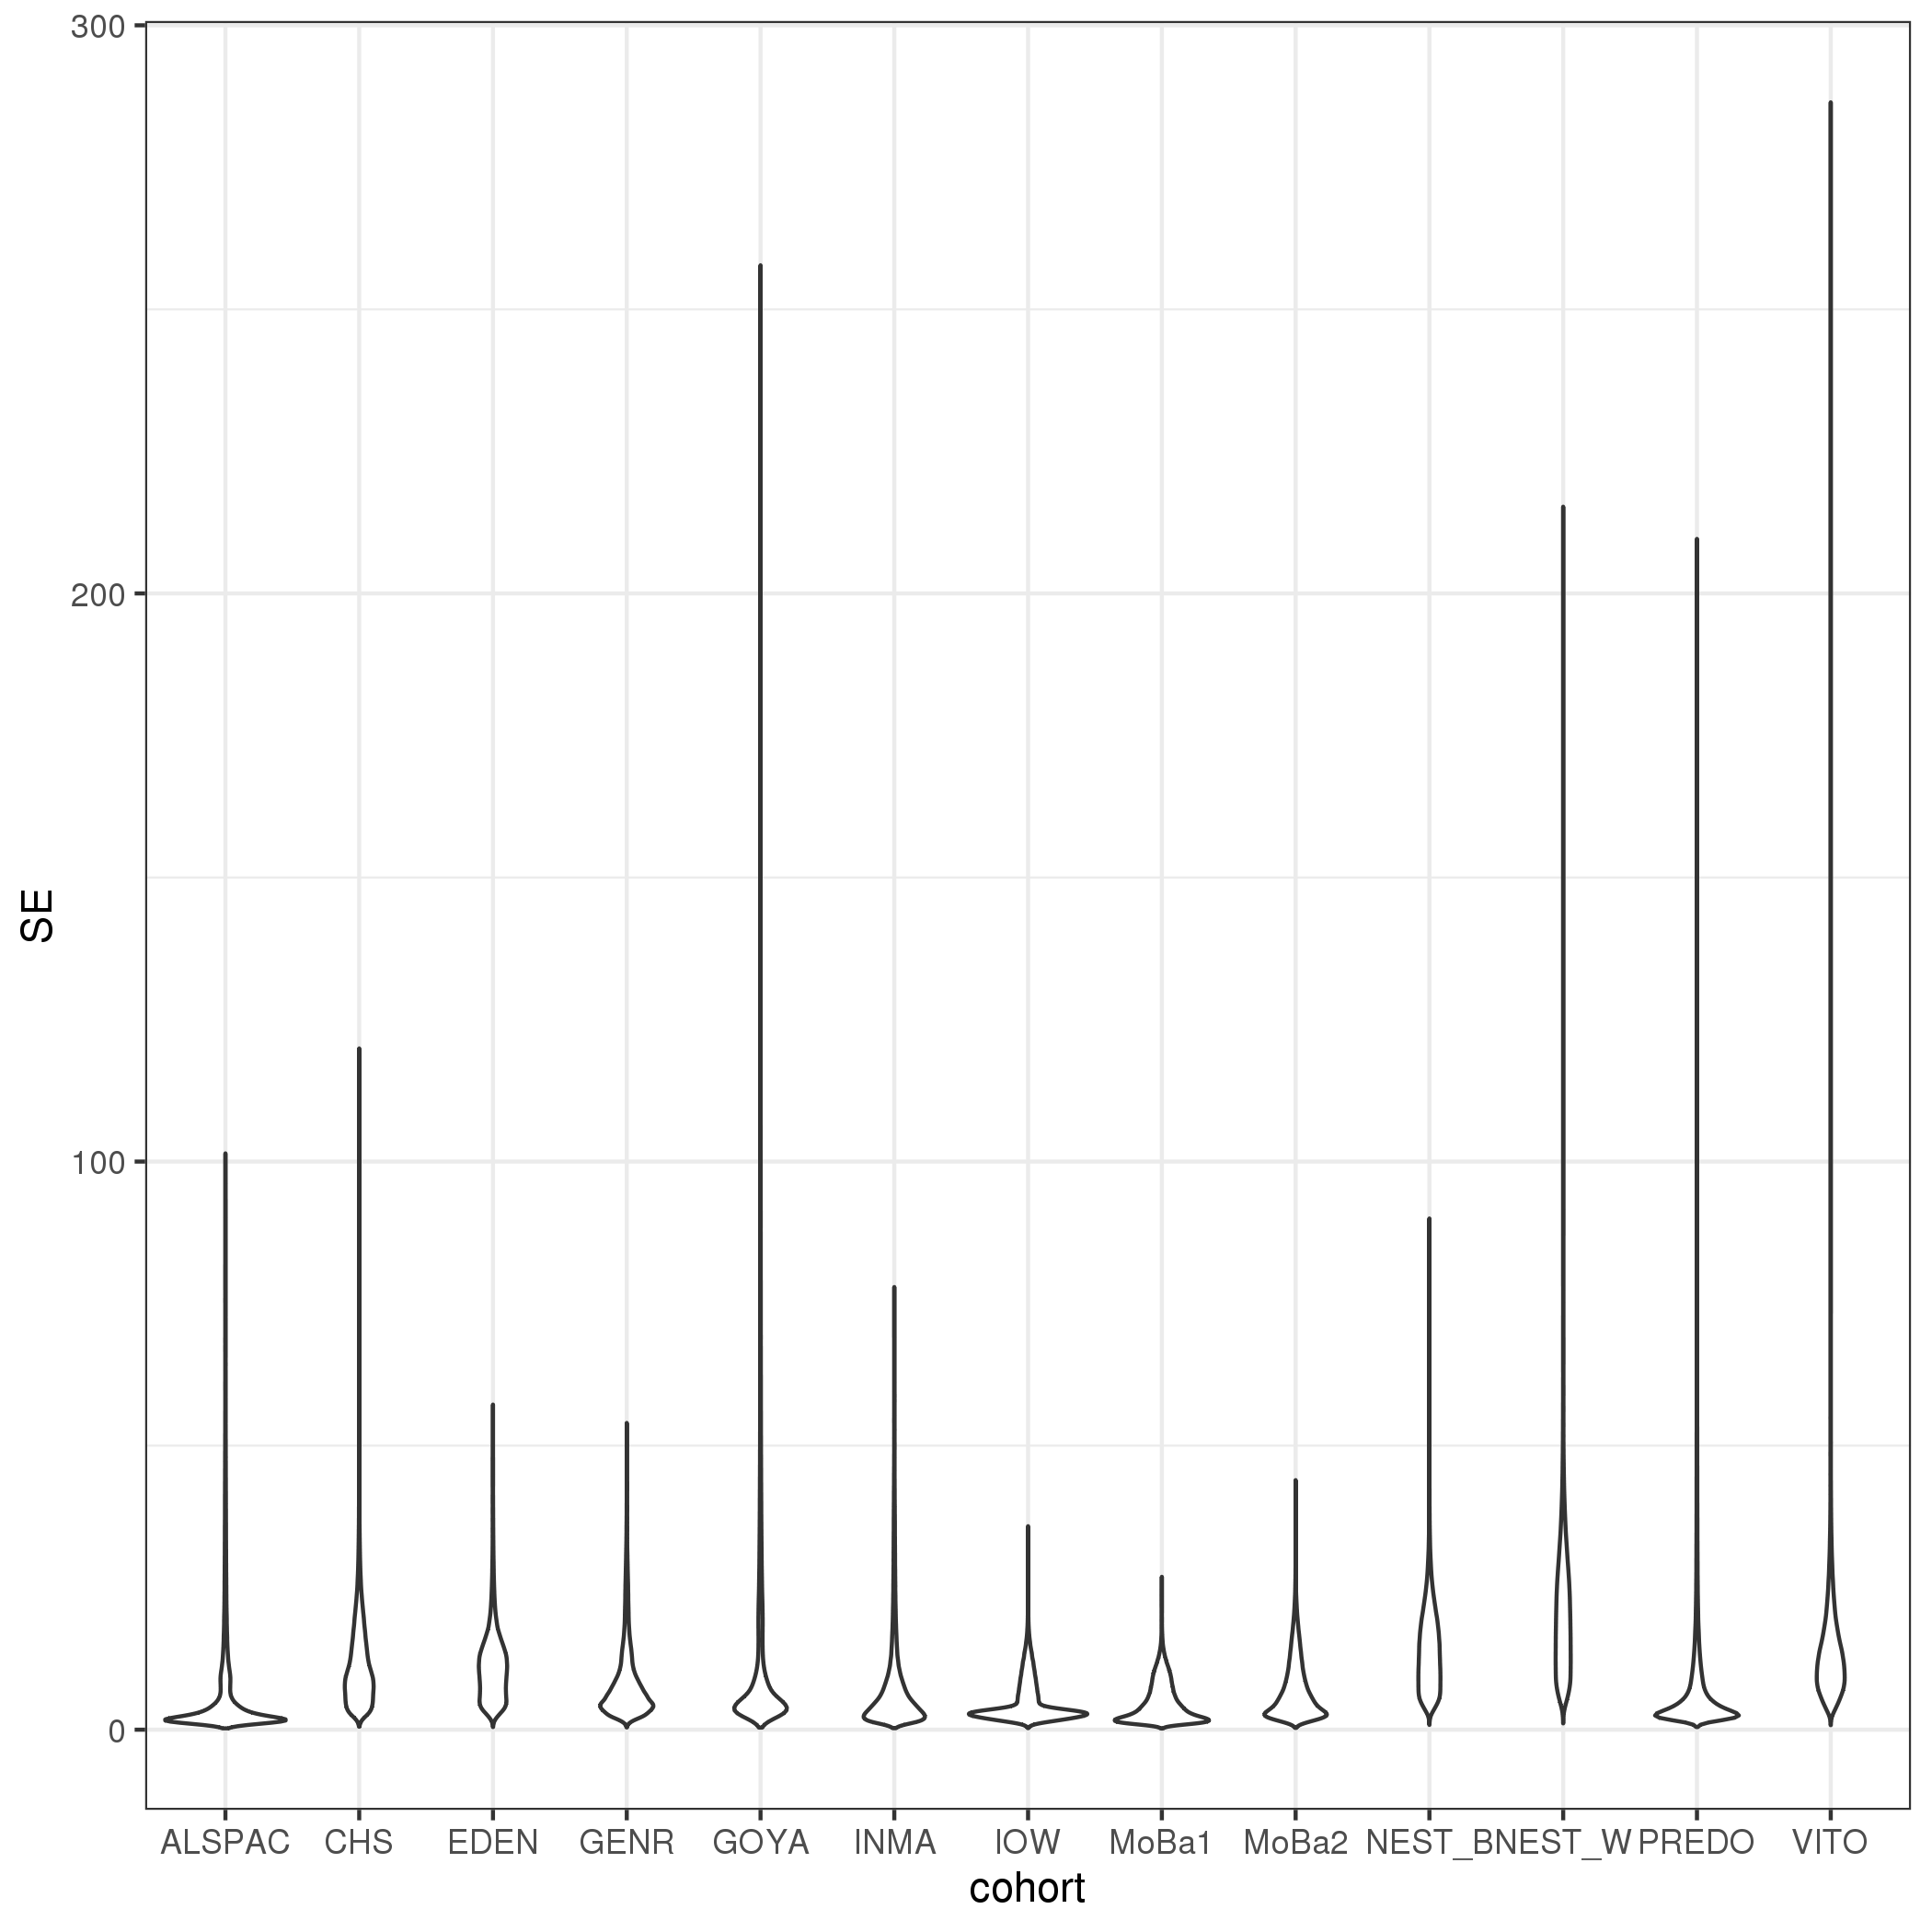 300
200
100
0
SE
ALSPAC CHS EDEN GENR GOYA INMA IOW MoBa1 MoBa2 NEST_B NEST_W PREDO VITO
cohort